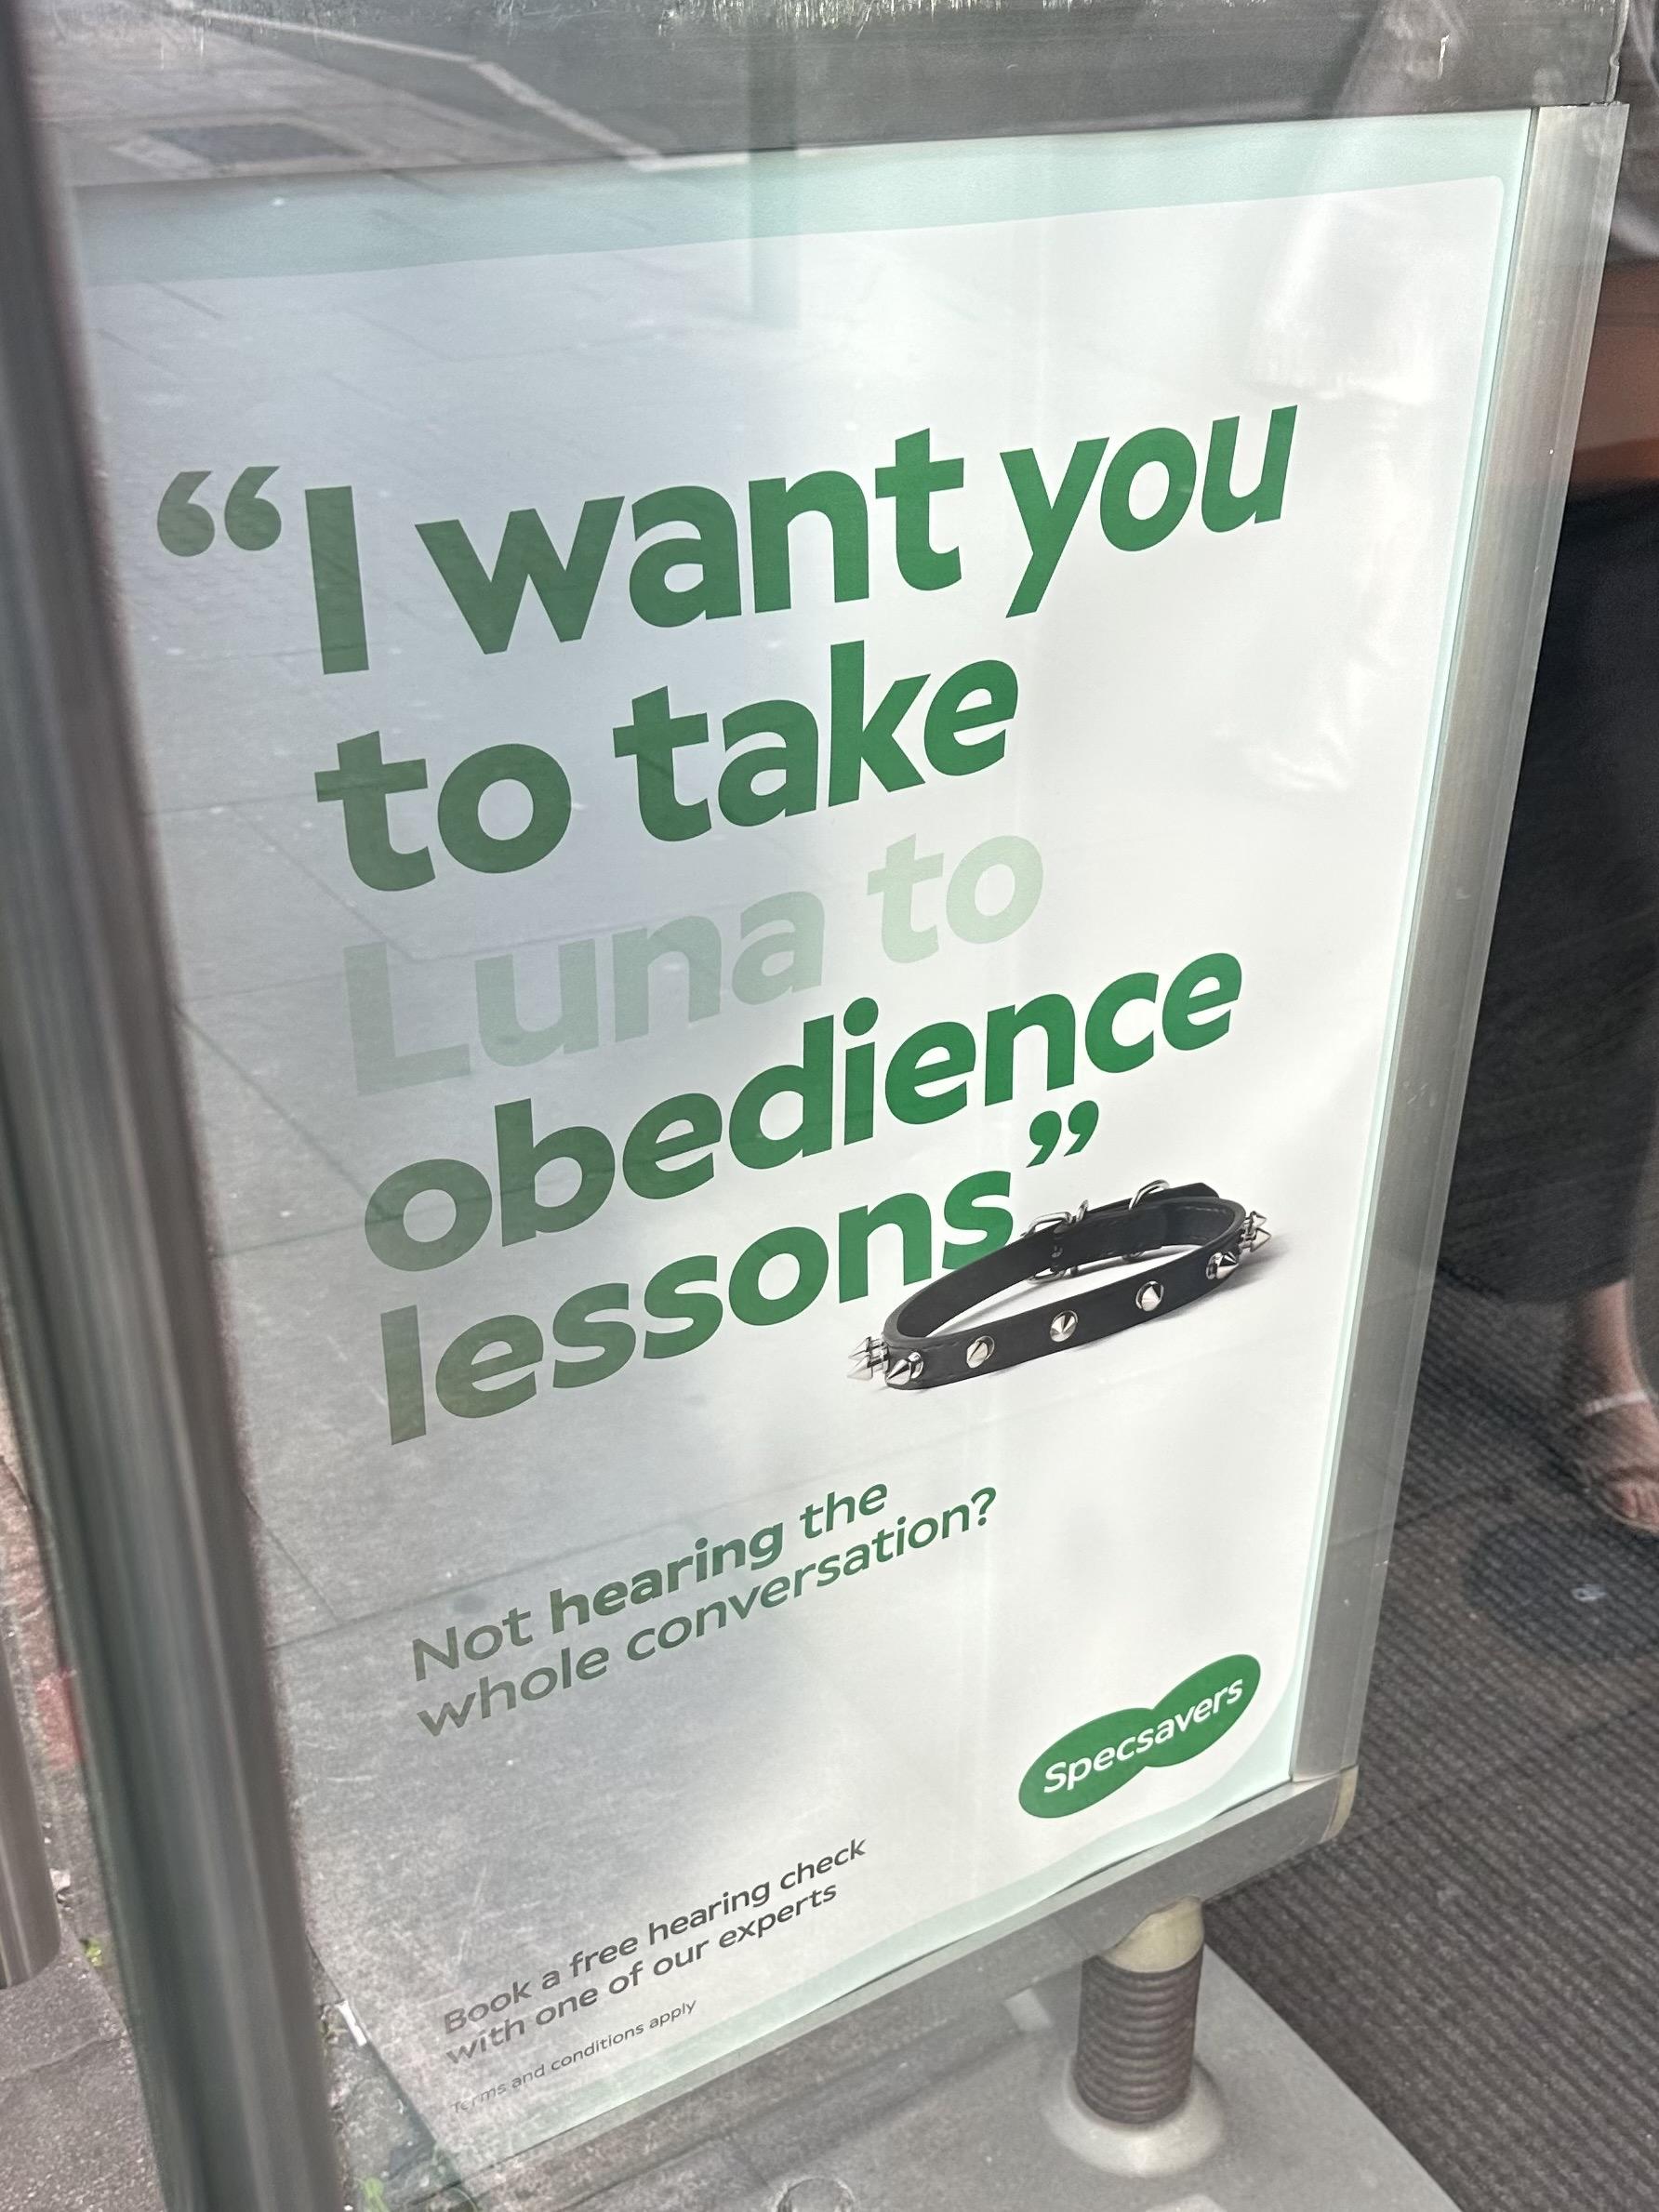 “I want you
to take
Luna to
obedience
lessons”
Not hearing the
whole conversation?
Specsavers
Book a free hearing check
with one of our experts
Terms and conditions apply